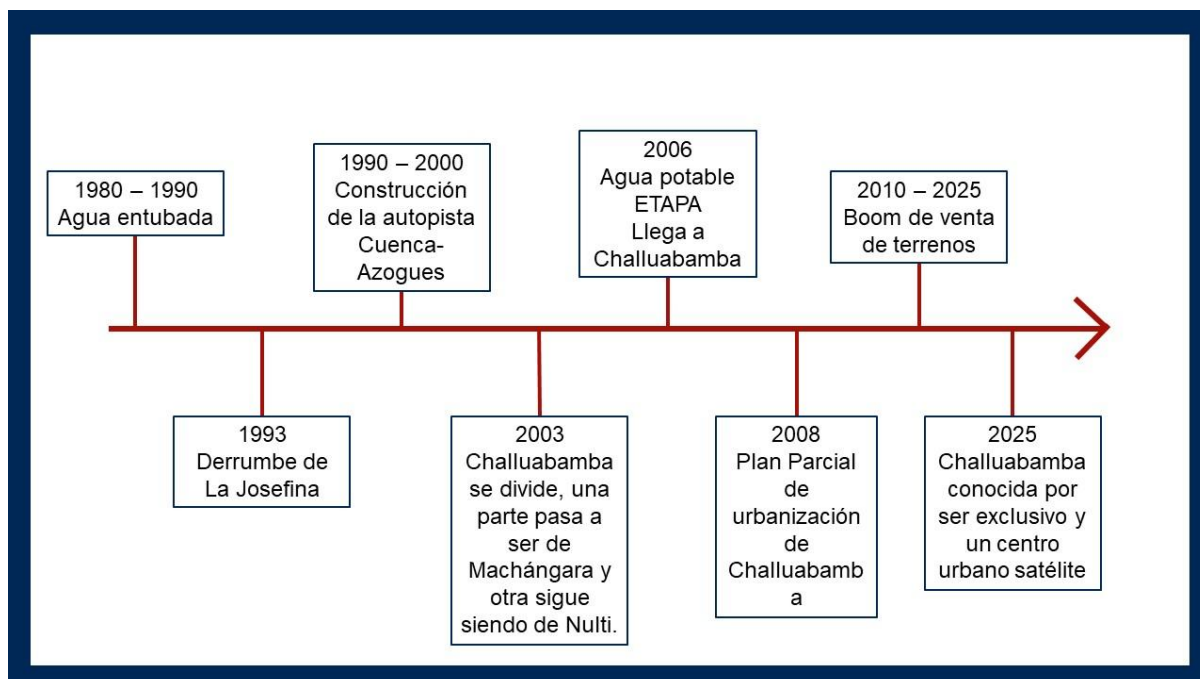 1980 – 1990
Agua entubada
1993
Derrumbe de
La Josefina
1990 – 2000
Construcción
de la autopista
Cuenca-
Azogues
2003
Challuabamba
se divide, una
parte pasa a
ser de
Machángara y
otra sigue
siendo de Nulti.
2006
Agua potable
ETAPA
Llega a
Challuabamba
2008
Plan Parcial
de
urbanización
de
Challuabamb
a
2010 – 2025
Boom de venta
de terrenos
2025
Challuabamba
conocida por
ser exclusivo y
un centro
urbano satélite